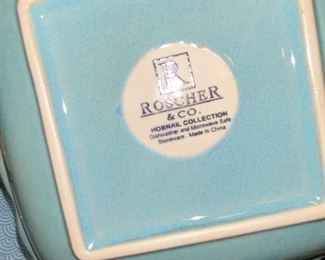 R
ROSCHER
& CO.
HOBNAIL COLLECTION
Dishwasher and Microwave Safe
Stoneware - Made in China